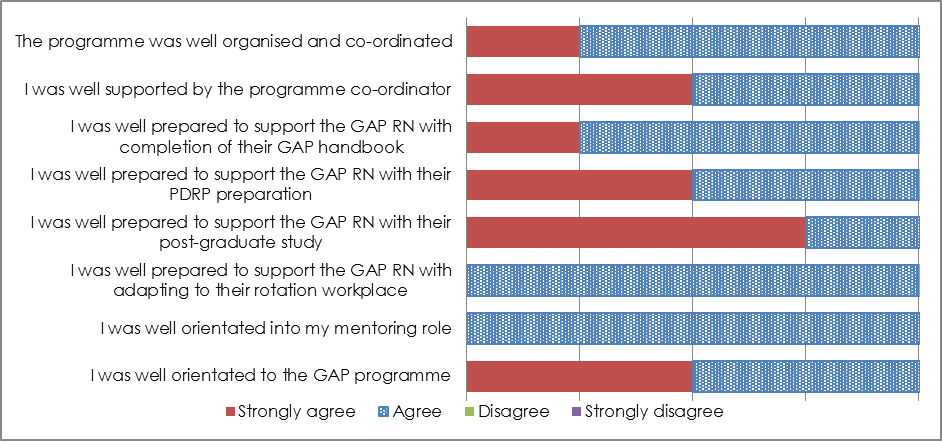 The programme was well organised and co-ordinated
I was well supported by the programme co-ordinator
I was well prepared to support the GAP RN with
completion of their GAP handbook
I was well prepared to support the GAP RN with their
PDRP preparation
I was well prepared to support the GAP RN with their
post-graduate study
I was well prepared to support the GAP RN with
adapting to their rotation workplace
I was well orientated into my mentoring role
I was well orientated to the GAP programme
Strongly agree Agree Disagree Strongly disagree